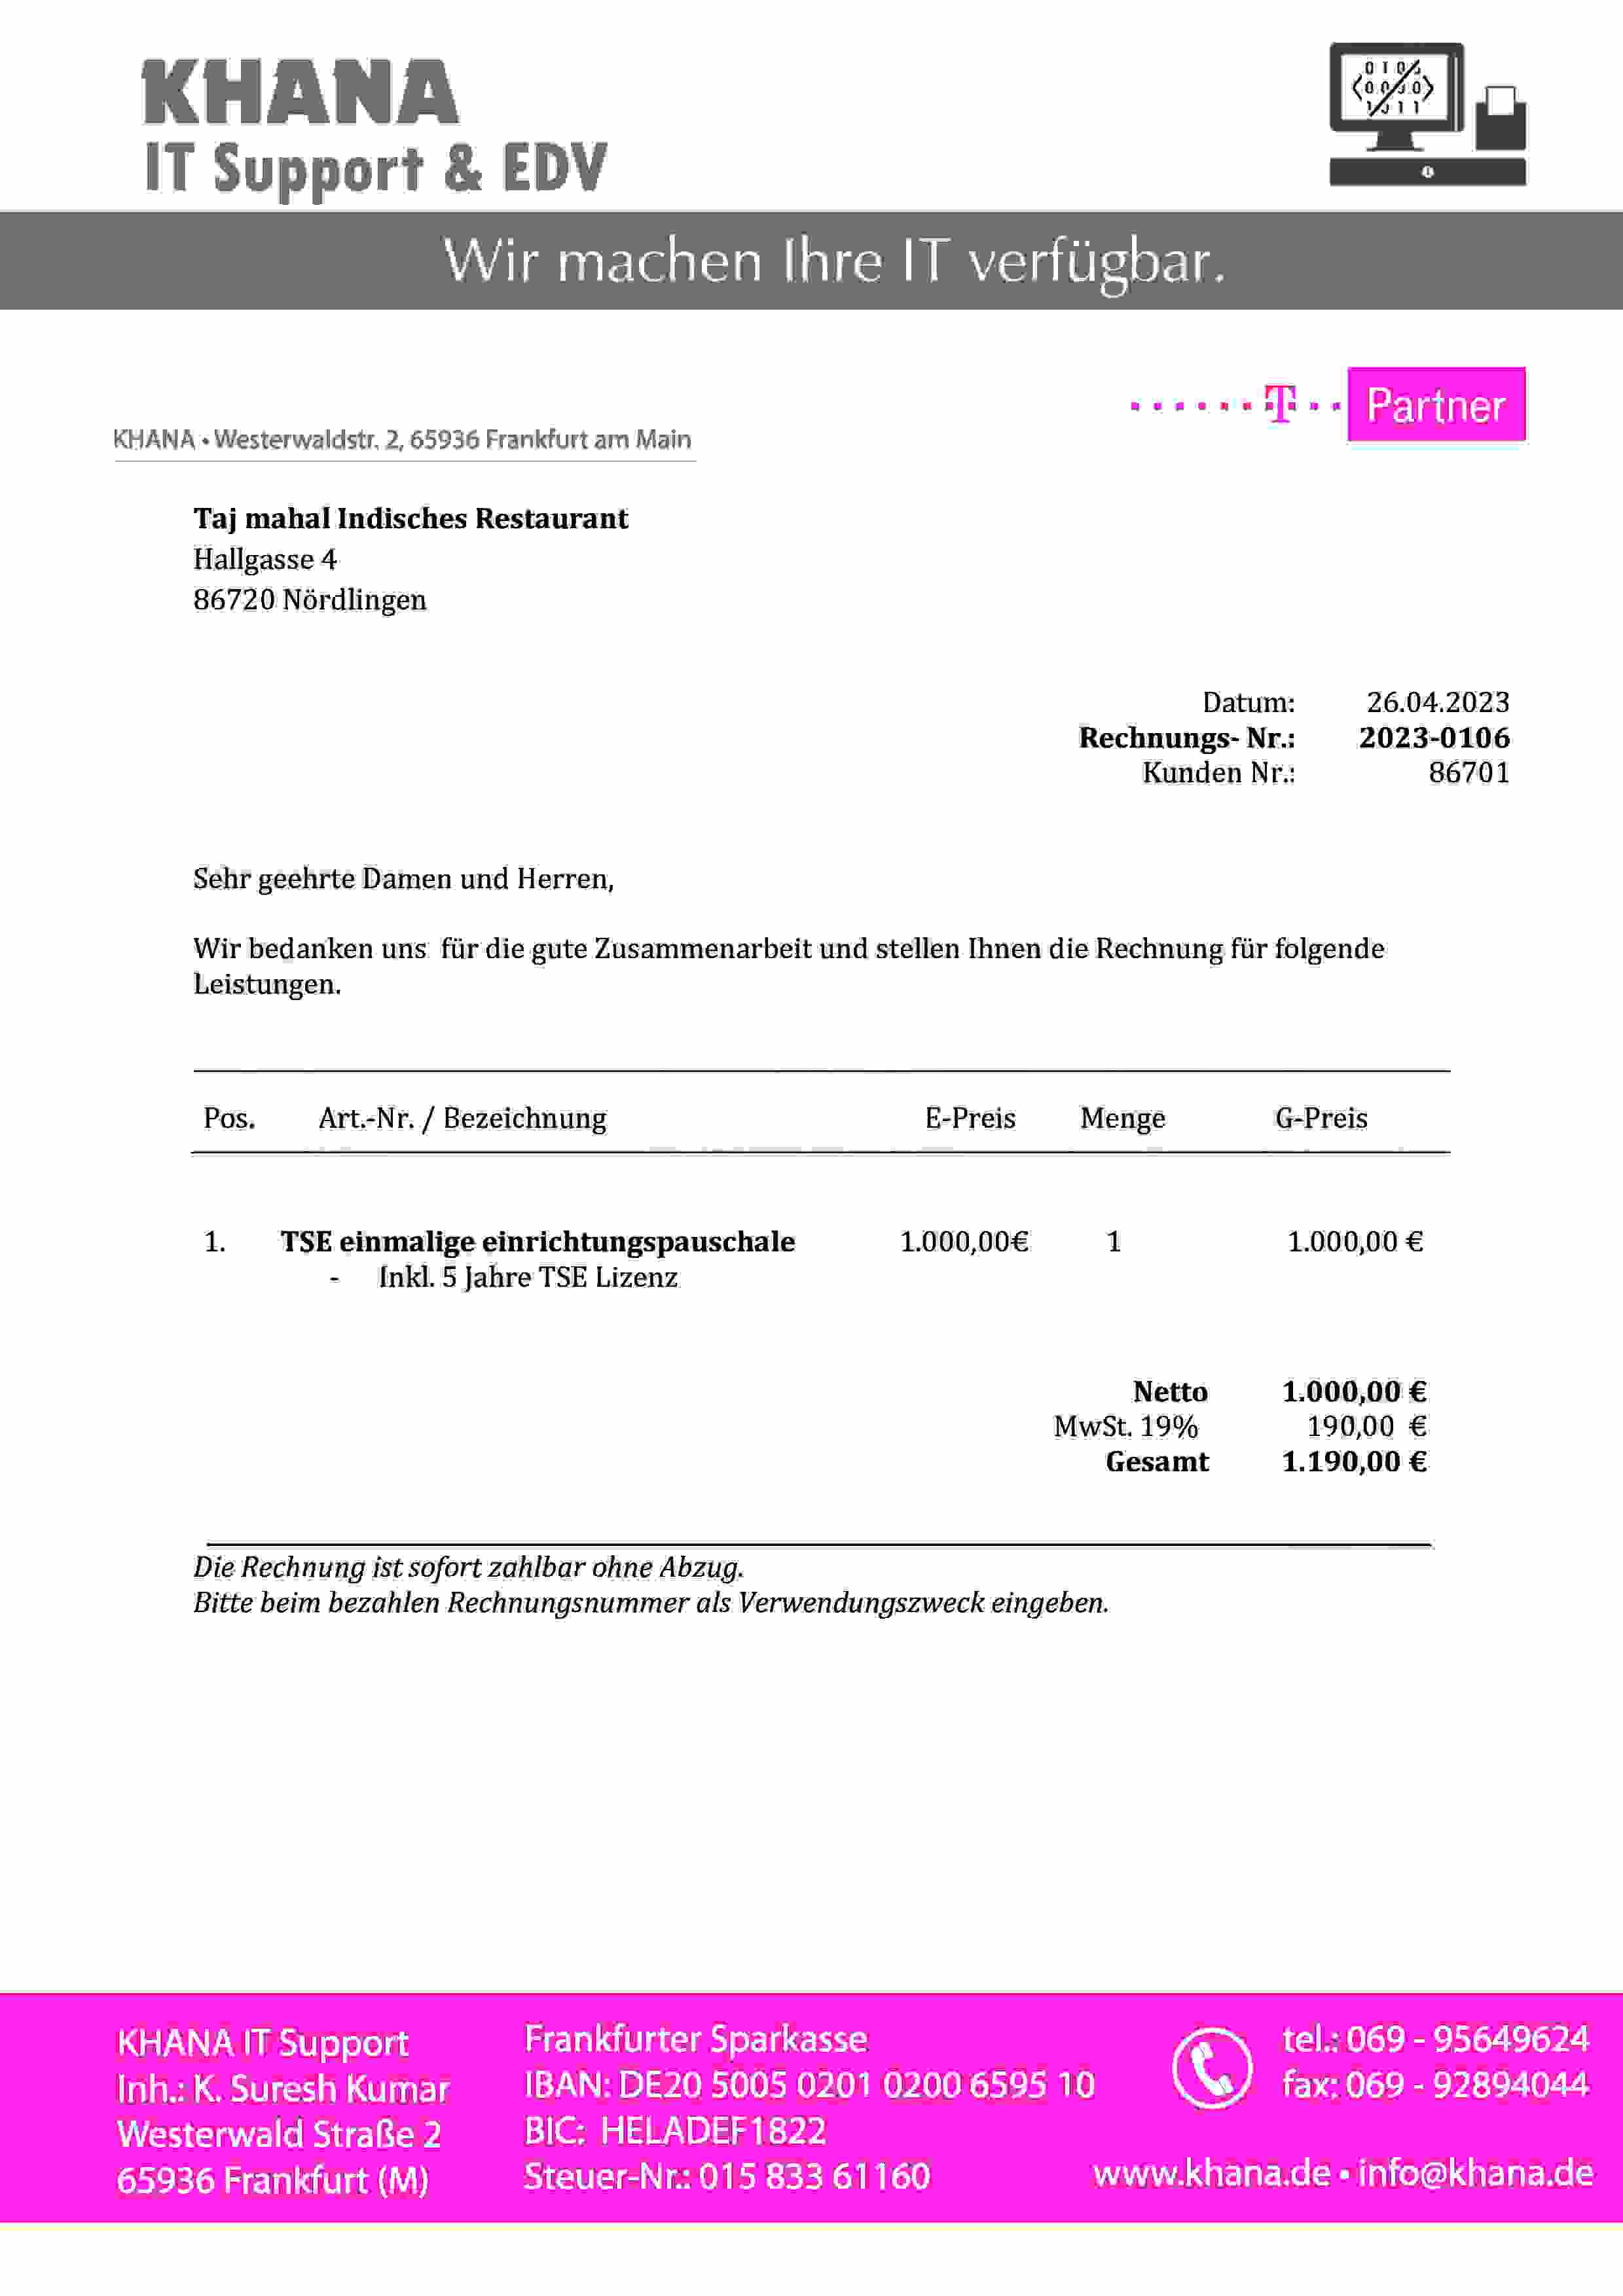 KHANA
IT Support & EDV
Wir machen Ihre IT verfügbar.
T Partner
KHANA • Westerwaldstr. 2, 65936 Frankfurt am Main
Taj mahal Indisches Restaurant
Hallgasse 4
86720 Nördlingen
Datum: 26.04.2023
Rechnungs- Nr.: 2023-0106
Kunden Nr.: 86701
Sehr geehrte Damen und Herren,
Wir bedanken uns für die gute Zusammenarbeit und stellen Ihnen die Rechnung für folgende
Leistungen.
Pos. Art.-Nr. / Bezeichnung E-Preis Menge G-Preis
1. TSE einmalige einrichtungspauschale 1.000,00€ 1 1.000,00 €
- Inkl. 5 Jahre TSE Lizenz
Netto 1.000,00 €
MwSt. 19% 190,00 €
Gesamt 1.190,00 €
Die Rechnung ist sofort zahlbar ohne Abzug.
Bitte beim bezahlen Rechnungsnummer als Verwendungszweck eingeben.
KHANA IT Support
Inh.: K. Suresh Kumar
Westerwald Straße 2
65936 Frankfurt (M)
Frankfurter Sparkasse
IBAN: DE20 5005 0201 0200 6595 10
BIC: HELADEF1822
Steuer-Nr.: 015 833 61160
tel.: 069 - 95649624
fax: 069 - 92894044
www.khana.de • info@khana.de